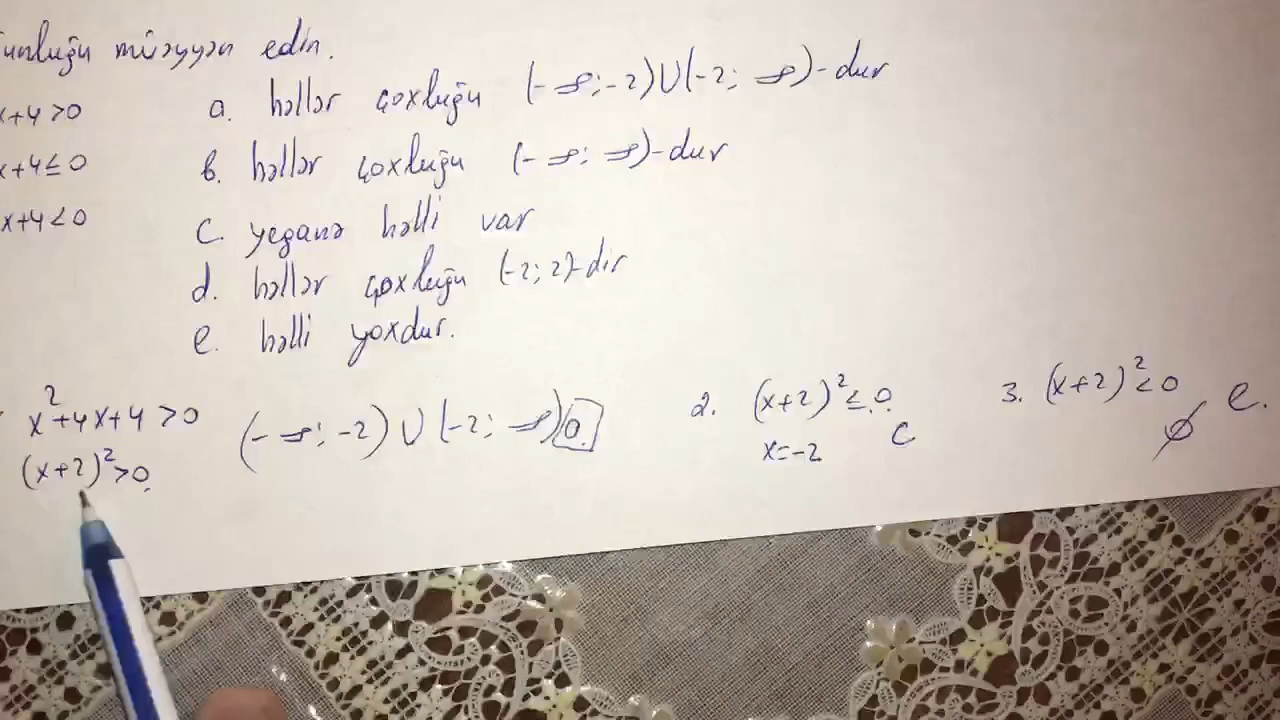 müəyyən edin.
x+4>0 a. həllər çoxluğu (-∞;-2)U(-2; ∞)-dur
x+4≤0 b. həllər çoxluğu (-∞; ∞)-dur
x+4<0 c. yeganə həlli var
d. həllər çoxluğu (-2; 2)-dir
e. həlli yoxdur.
x²+4x+4>0 (-∞;-2) U (-2; ∞) a. 2. (x+2)²≤0 3. (x+2)²<0 e.
(x+2)²>0 x=-2 c ∅